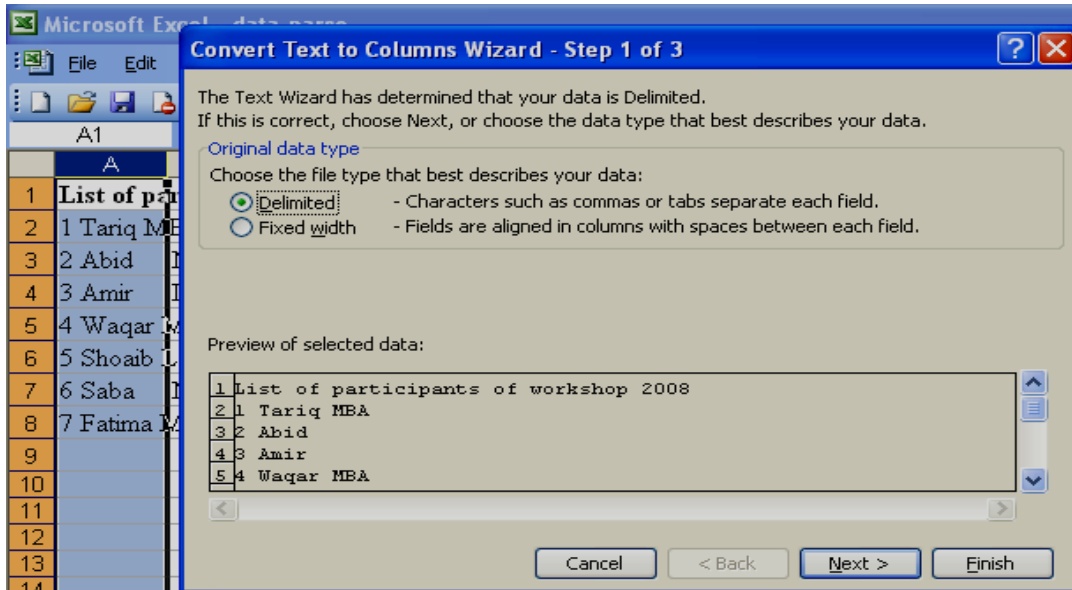 Microsoft Excel - data parse
File Edit
Convert Text to Columns Wizard - Step 1 of 3
The Text Wizard has determined that your data is Delimited.
If this is correct, choose Next, or choose the data type that best describes your data.
Original data type
Choose the file type that best describes your data:
Delimited - Characters such as commas or tabs separate each field.
Fixed width - Fields are aligned in columns with spaces between each field.
Preview of selected data:
1 List of participants of workshop 2008
2 1 Tariq MBA
3 2 Abid
4 3 Amir
5 4 Waqar MBA
Cancel < Back Next > Finish
A1
A
1 List of par
2 1 Tariq M
3 2 Abid
4 3 Amir
5 4 Waqar
6 5 Shoaib
7 6 Saba
8 7 Fatima
9
10
11
12
13
14